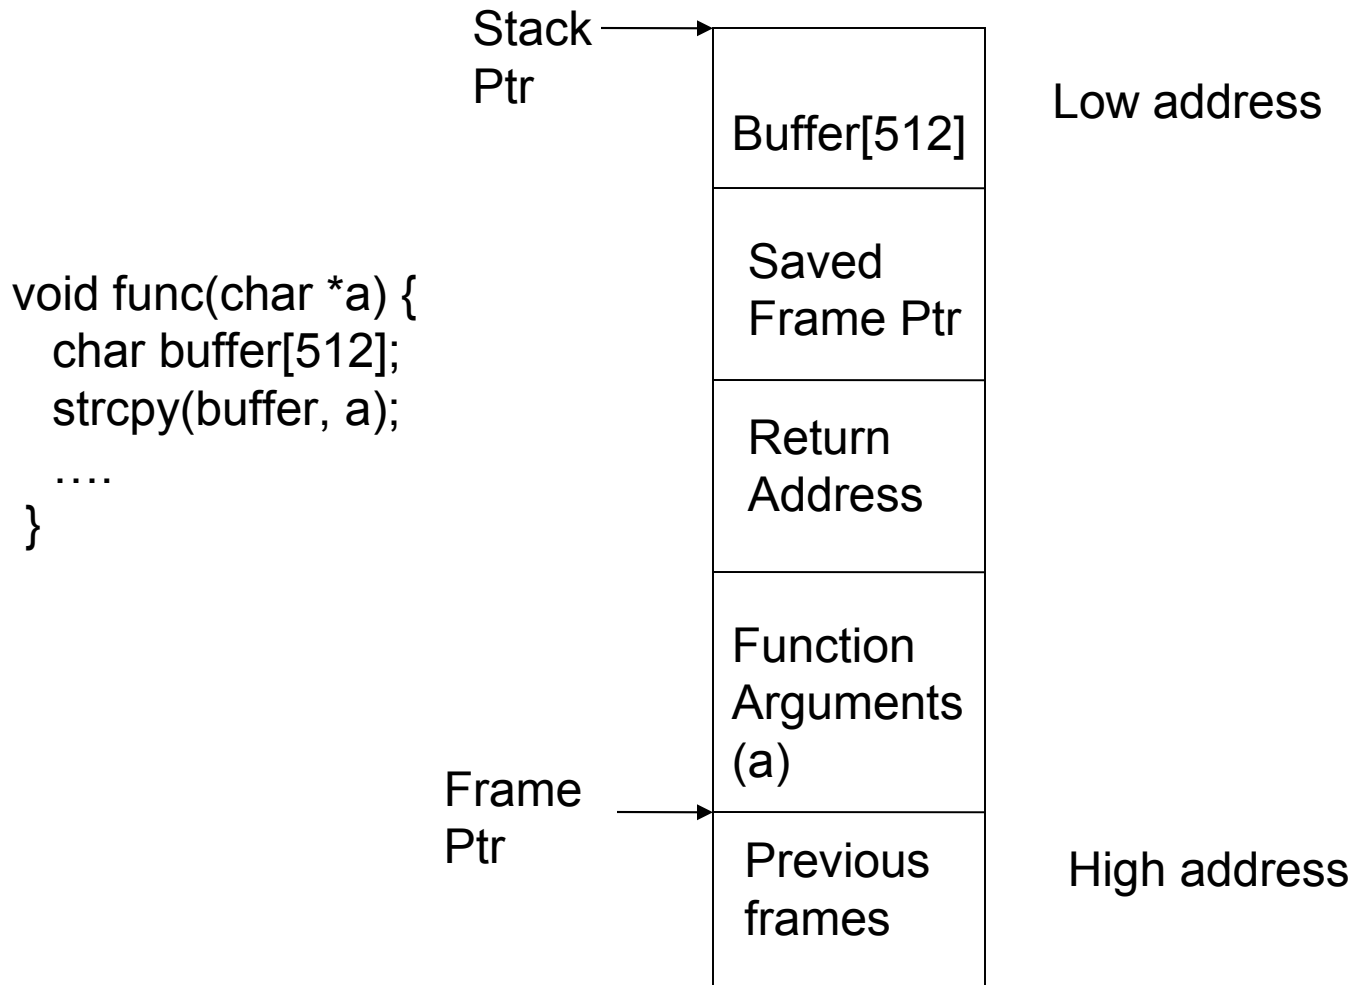 Stack
Ptr
Low address
Buffer[512]
Saved
Frame Ptr
void func(char *a) {
char buffer[512];
strcpy(buffer, a);
….
}
Return
Address
Function
Arguments
(a)
Frame
Ptr
Previous
frames
High address